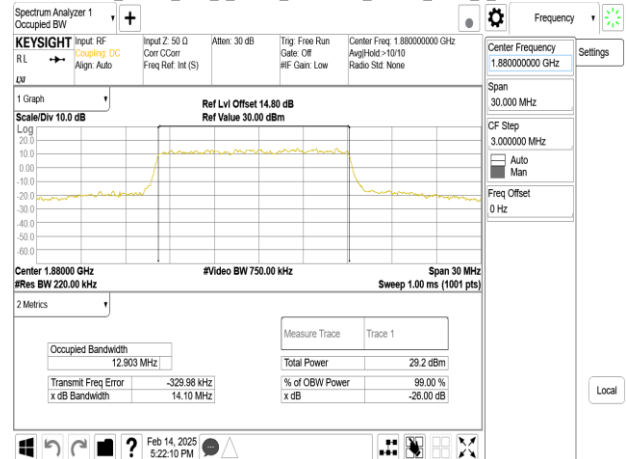 Spectrum Analyzer 1
Occupied BW
Frequency
KEYSIGHT
Input: RF
Input Z: 50 Ω
Atten: 30 dB
Trig: Free Run
Center Freq: 1.880000000 GHz
RL
Coupling: DC
Corr CCorr
Gate: Off
Avg|Hold:>10/10
Align: Auto
Freq Ref: Int (S)
#IF Gain: Low
Radio Std: None
LXI
Center Frequency
1.880000000 GHz
Settings
Span
30.000 MHz
CF Step
3.000000 MHz
Auto
Man
Freq Offset
0 Hz
Local
1 Graph
Ref Lvl Offset 14.80 dB
Scale/Div 10.0 dB
Ref Value 30.00 dBm
Log
20.0
10.0
0.00
-10.0
-20.0
-30.0
-40.0
-50.0
-60.0
Center 1.88000 GHz
#Video BW 750.00 kHz
Span 30 MHz
#Res BW 220.00 kHz
Sweep 1.00 ms (1001 pts)
2 Metrics
Measure Trace
Trace 1
Occupied Bandwidth
12.903 MHz
Total Power
29.2 dBm
Transmit Freq Error
-329.98 kHz
% of OBW Power
99.00 %
x dB Bandwidth
14.10 MHz
x dB
-26.00 dB
Feb 14, 2025
5:22:10 PM